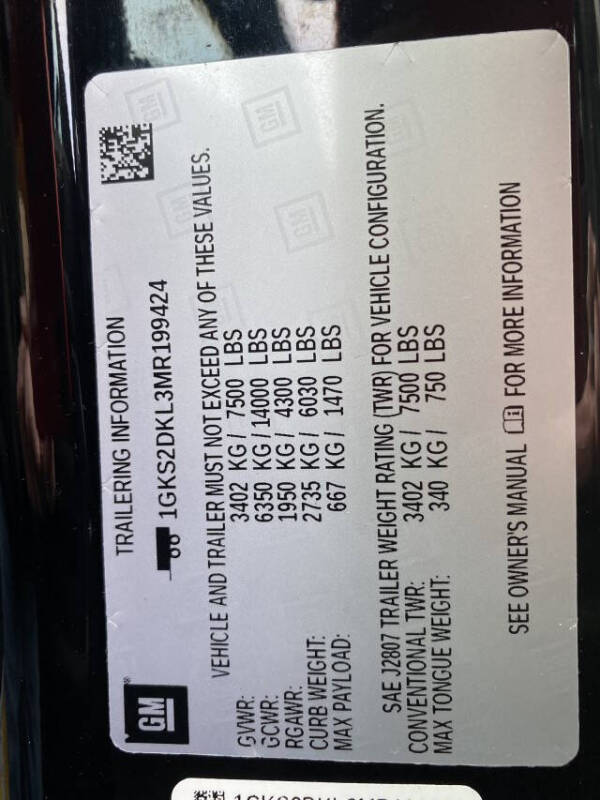 GM
TRAILERING INFORMATION
1GKS2DKL3MR199424
VEHICLE AND TRAILER MUST NOT EXCEED ANY OF THESE VALUES.
GVWR: 3402 KG / 7500 LBS
GCWR: 6350 KG / 14000 LBS
RGAWR: 1950 KG / 4300 LBS
CURB WEIGHT: 2735 KG / 6030 LBS
MAX PAYLOAD: 667 KG / 1470 LBS
SAE J2807 TRAILER WEIGHT RATING (TWR) FOR VEHICLE CONFIGURATION.
CONVENTIONAL TWR: 3402 KG / 7500 LBS
MAX TONGUE WEIGHT: 340 KG / 750 LBS
SEE OWNER'S MANUAL FOR MORE INFORMATION